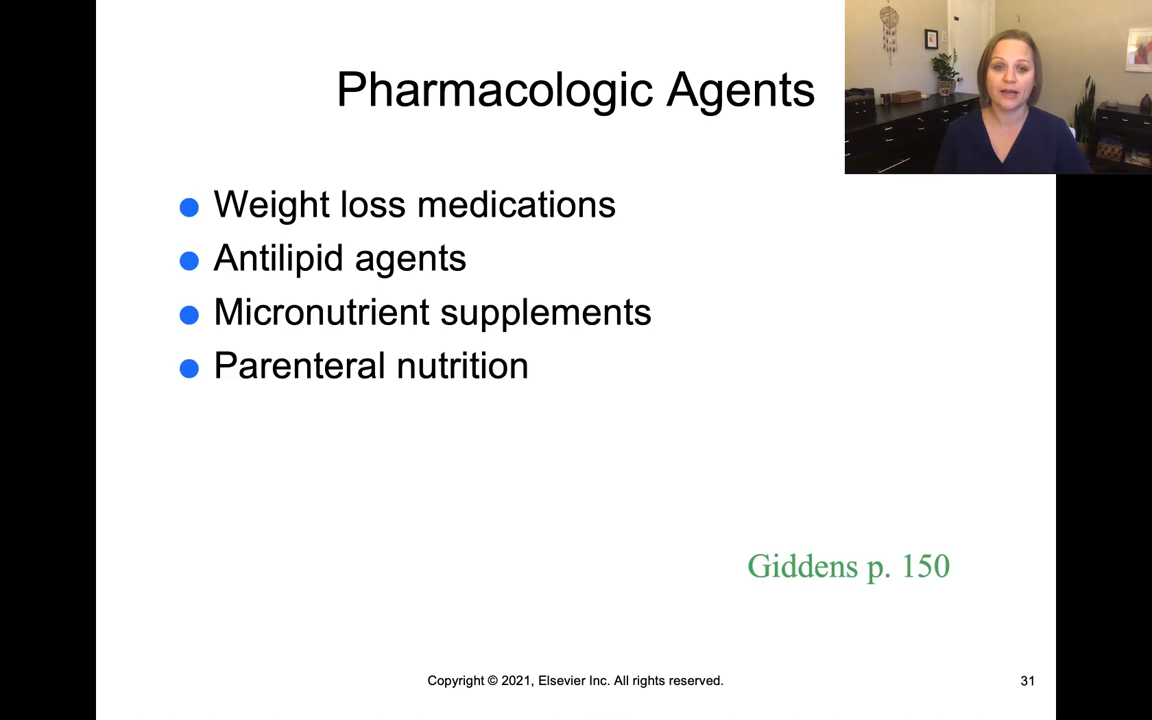 Pharmacologic Agents
Weight loss medications
Antilipid agents
Micronutrient supplements
Parenteral nutrition
Giddens p. 150
Copyright © 2021, Elsevier Inc. All rights reserved.
31